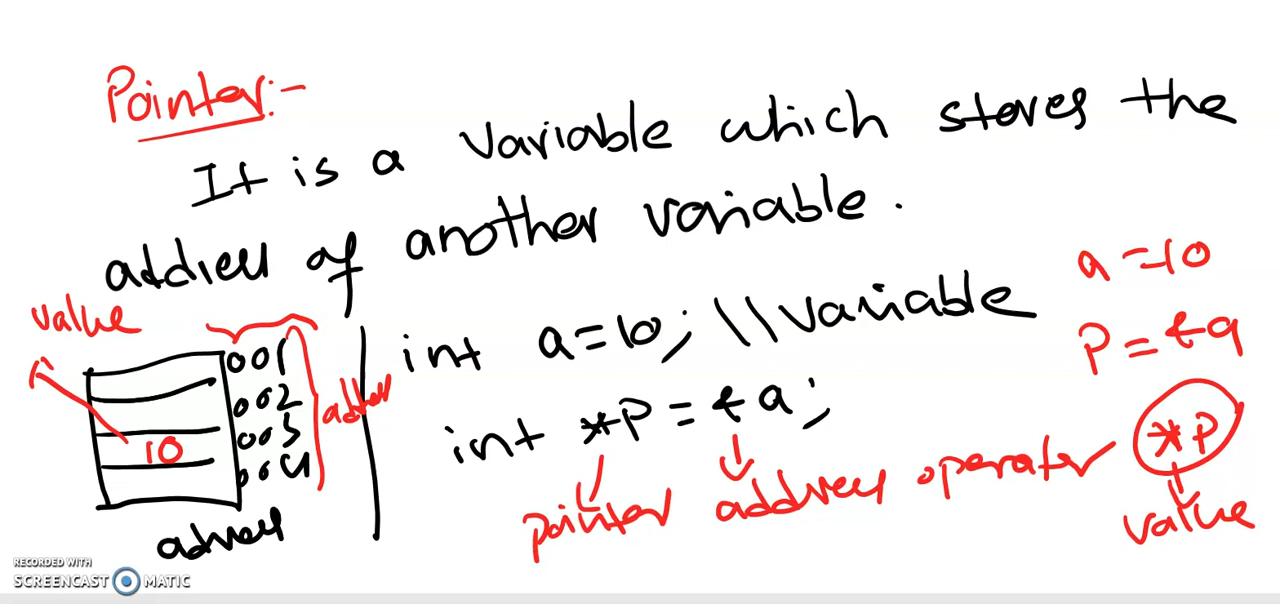 Pointer:-
It is a variable which stores the
address of another variable.
a=10
value
int a=10; \\variable
P=&a
001
002
003
004
10
address
int *P = &a;
*P
pointer address operator
value
address
RECORDED WITH
SCREENCAST MATIC